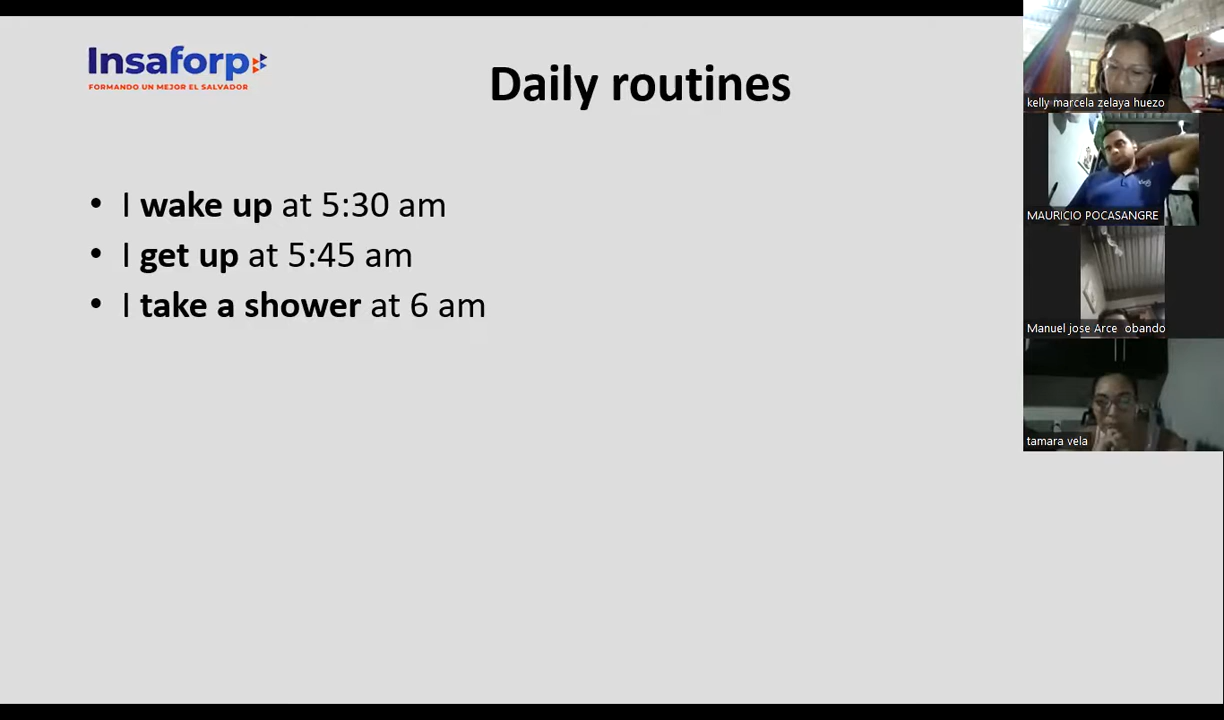 Insaforp
FORMANDO UN MEJOR EL SALVADOR
Daily routines
• I wake up at 5:30 am
• I get up at 5:45 am
• I take a shower at 6 am
kelly marcela zelaya huezo
MAURICIO POCASANGRE
Manuel jose Arce obando
tamara vela